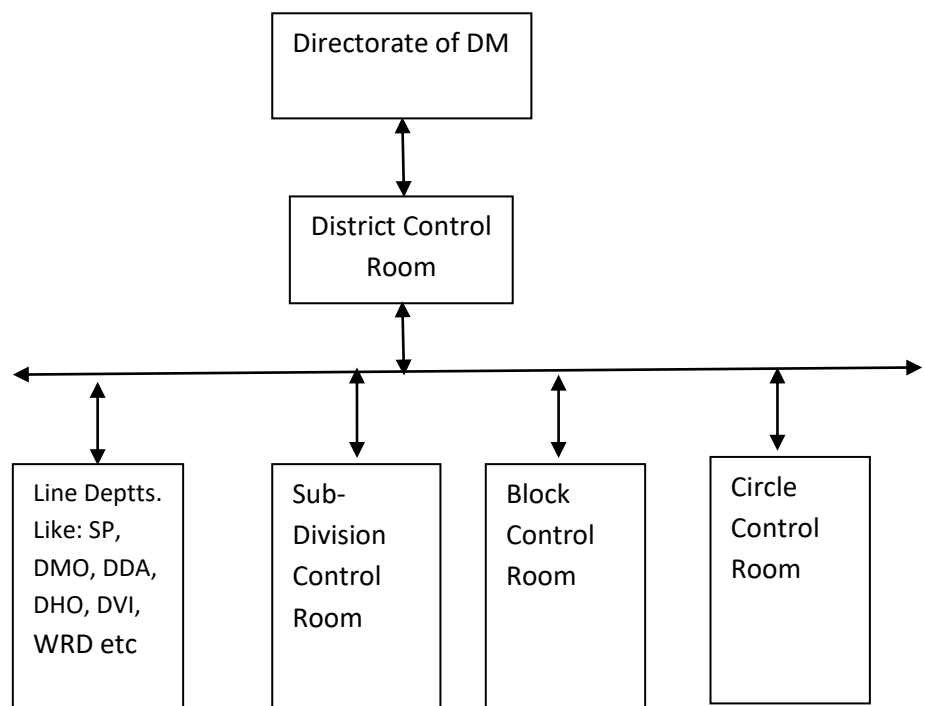 Directorate of DM
District Control
Room
Line Deptts.
Like: SP,
DMO, DDA,
DHO, DVI,
WRD etc
Sub-
Division
Control
Room
Block
Control
Room
Circle
Control
Room